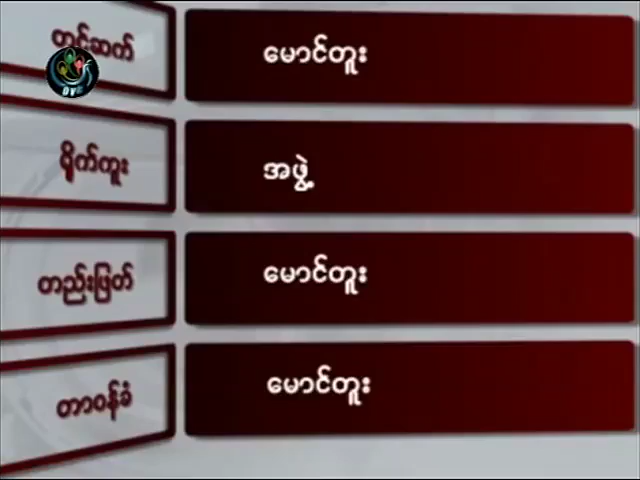 တင်ဆက်
မောင်တူး
ရိုက်ကူး
အဖွဲ့
တည်းဖြတ်
မောင်တူး
တာဝန်ခံ
မောင်တူး
DVB